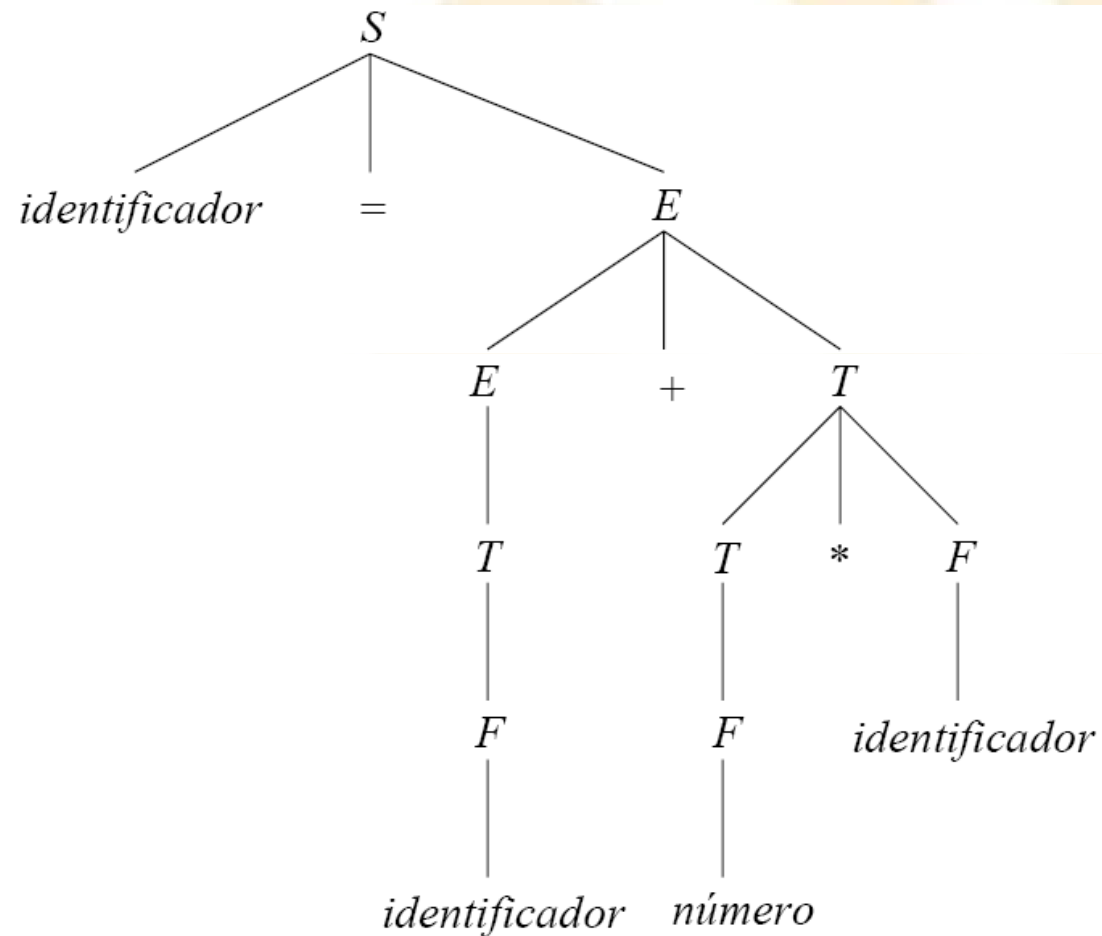 S
identificador = E
E + T
T T * F
F F identificador
identificador número